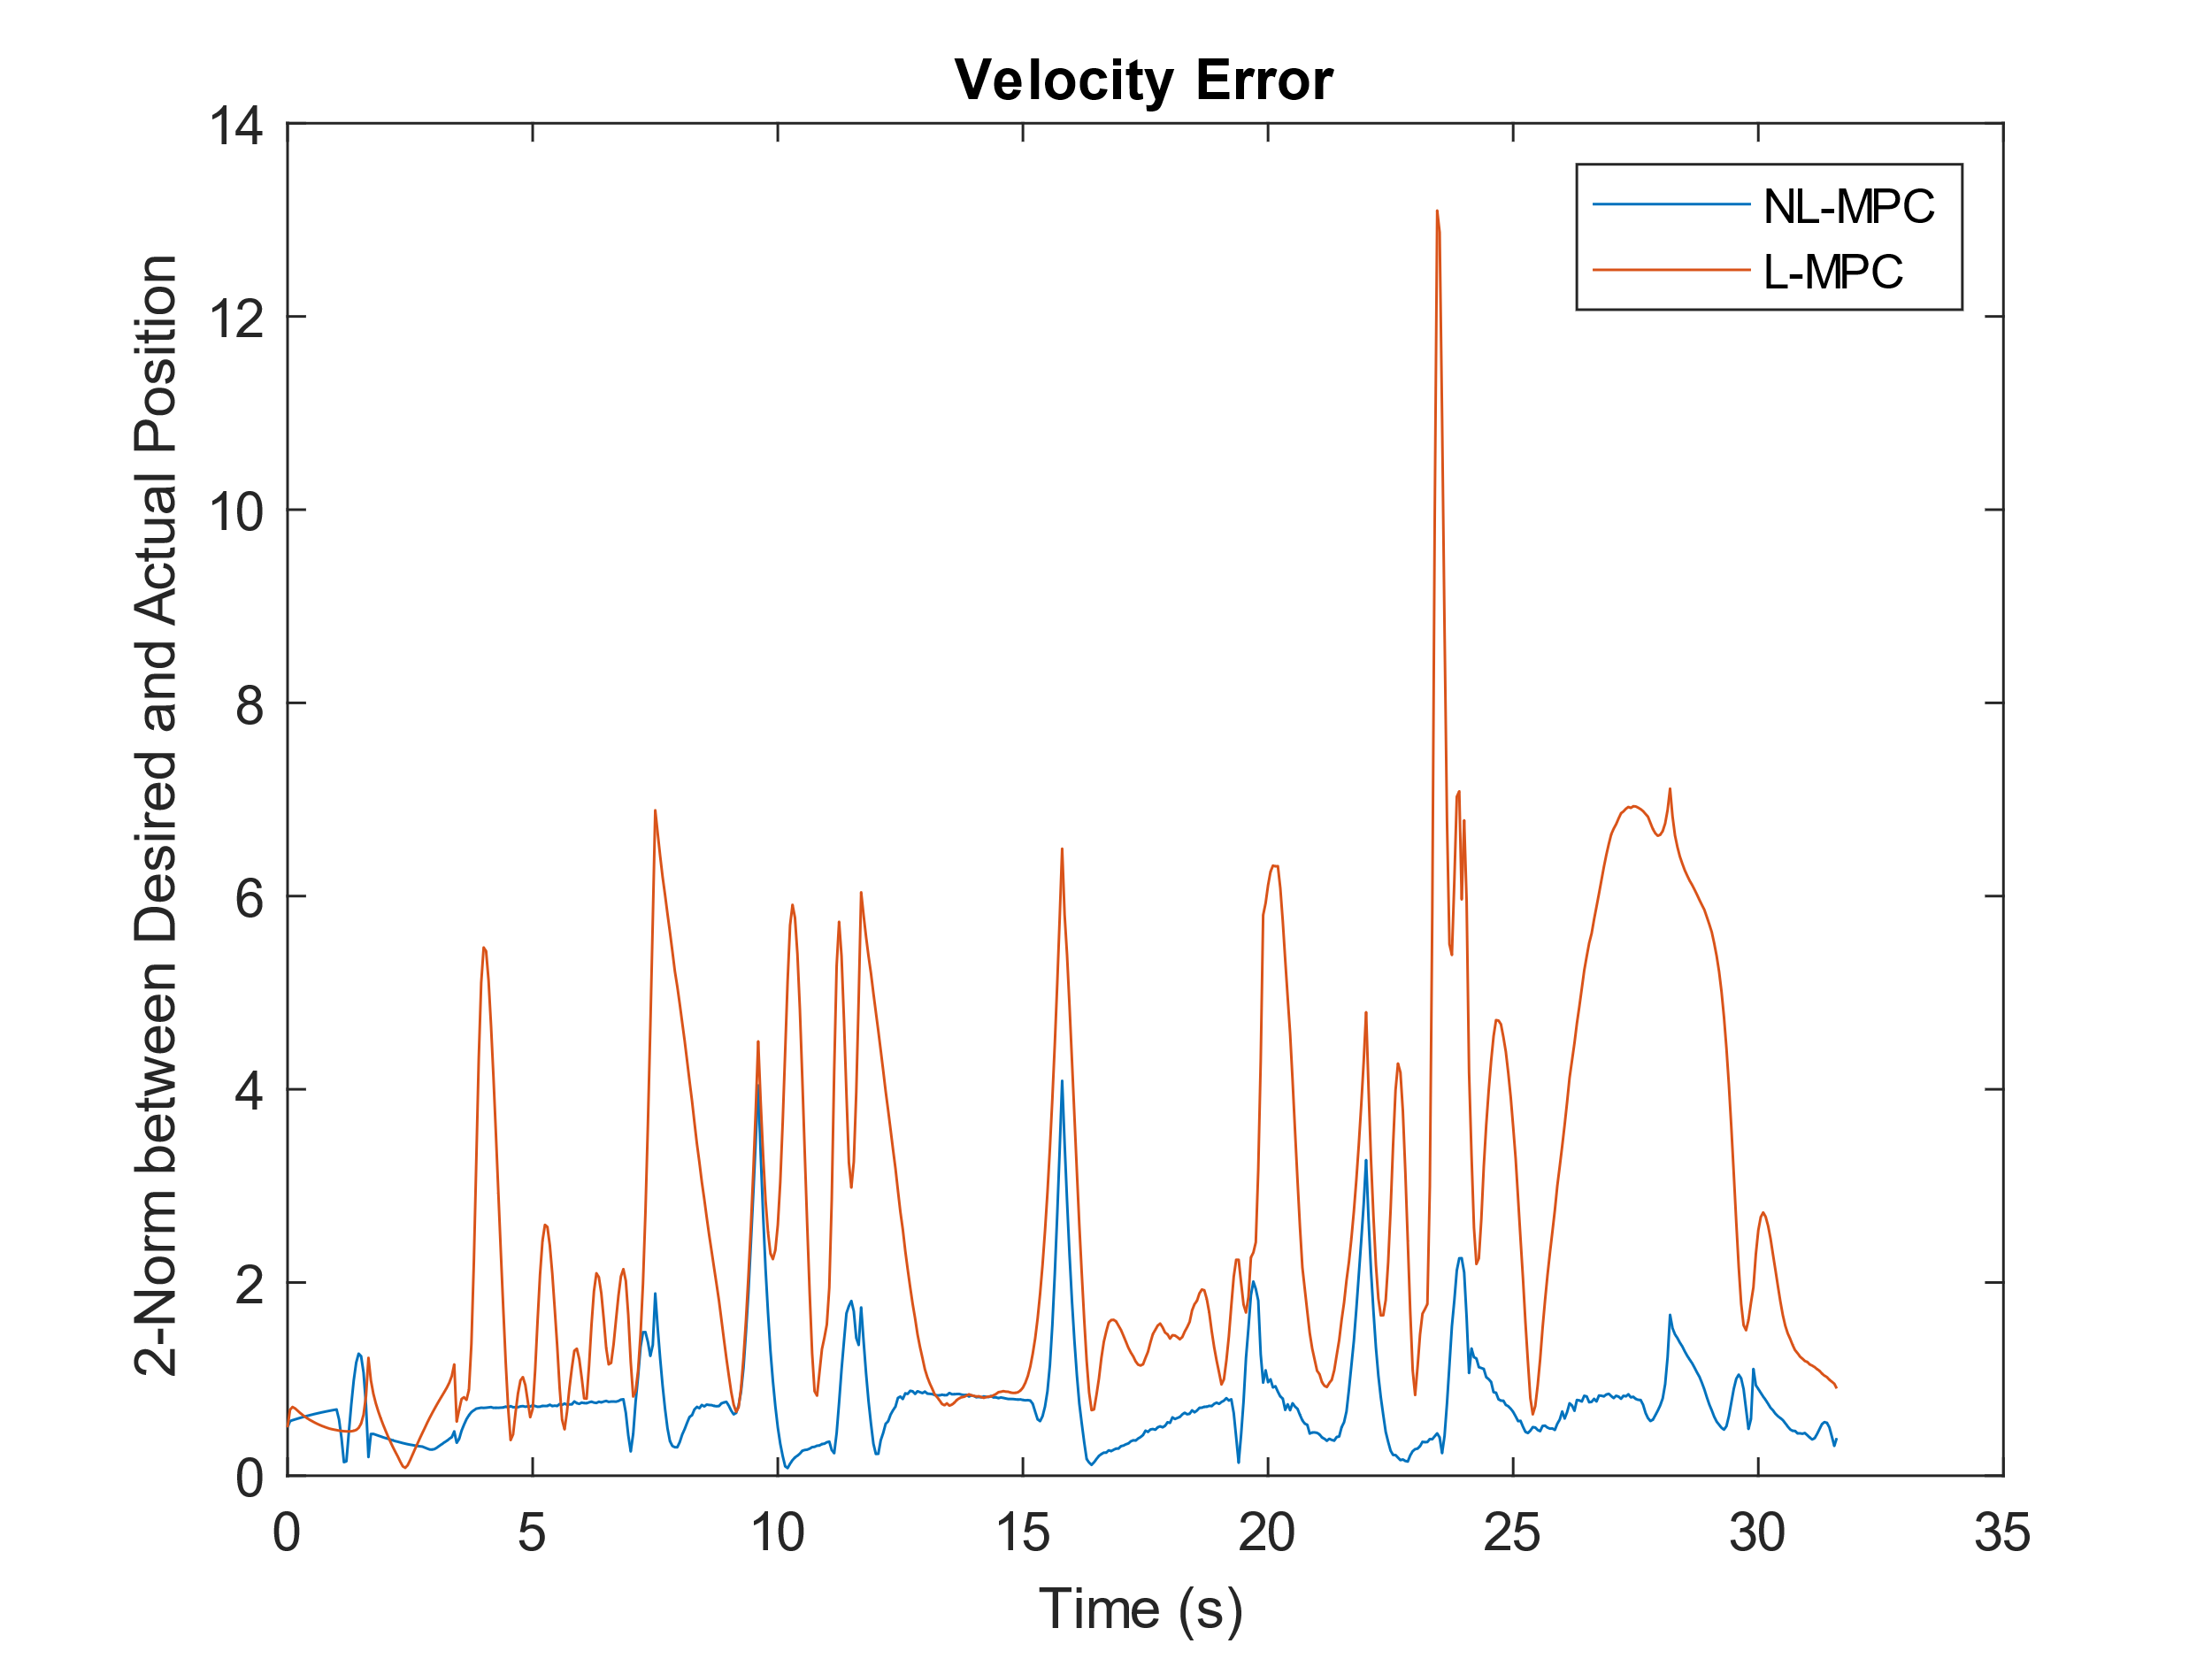 Velocity Error
2-Norm between Desired and Actual Position
14
12
10
8
6
4
2
0
0 5 10 15 20 25 30 35
Time (s)
NL-MPC
L-MPC